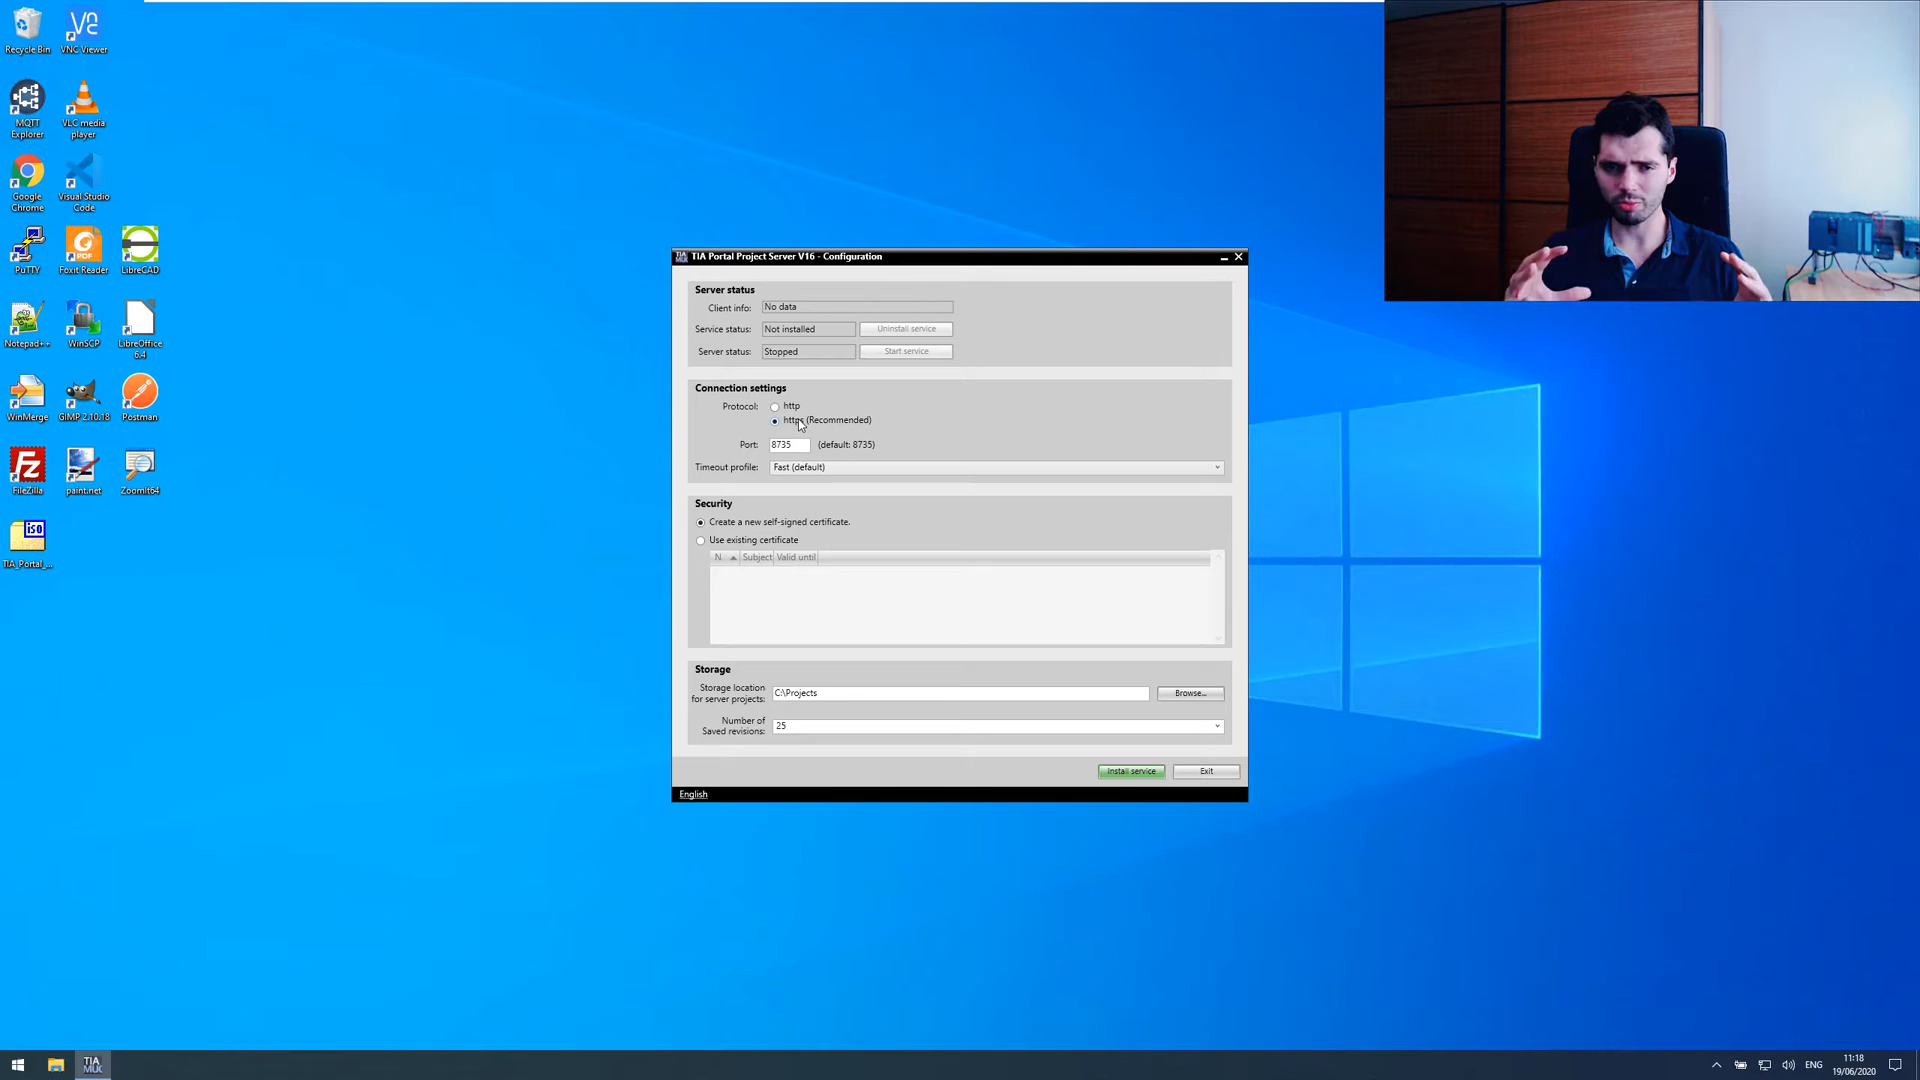 Recycle Bin
VNC Viewer
MQTT Explorer
VLC media player
Google Chrome
Visual Studio Code
PuTTY
Foxit Reader
LibreCAD
Notepad++
WinSCP
LibreOffice 6.4
WinMerge
GIMP 2.10.18
Postman
FileZilla
paint.net
ZoomIt64
iso
TIA_Portal_...
TIA Portal Project Server V16 - Configuration
Server status
Client info: No data
Service status: Not installed Uninstall service
Server status: Stopped Start service
Connection settings
Protocol: http
https (Recommended)
Port: 8735 (default: 8735)
Timeout profile: Fast (default)
Security
Create a new self-signed certificate.
Use existing certificate
N Subject Valid until
Storage
Storage location for server projects: C:\Projects Browse...
Number of Saved revisions: 25
Install service Exit
English
TIA MUK
ENG
11:18
19/06/2020